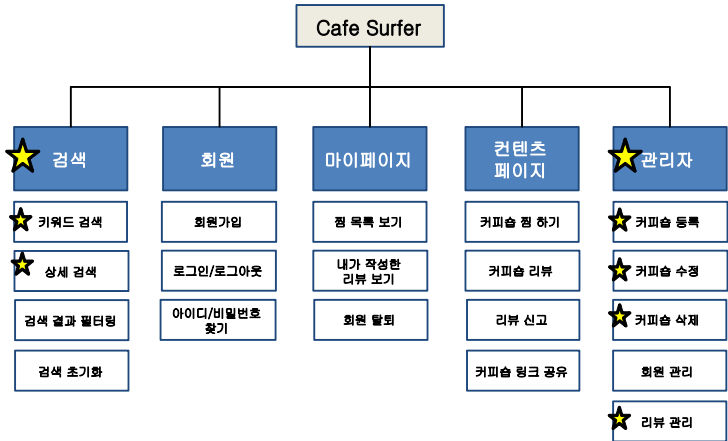 Cafe Surfer
검색
키워드 검색
상세 검색
검색 결과 필터링
검색 초기화
회원
회원가입
로그인/로그아웃
아이디/비밀번호
찾기
마이페이지
찜 목록 보기
내가 작성한
리뷰 보기
회원 탈퇴
컨텐츠
페이지
커피숍 찜 하기
커피숍 리뷰
리뷰 신고
커피숍 링크 공유
관리자
커피숍 등록
커피숍 수정
커피숍 삭제
회원 관리
리뷰 관리